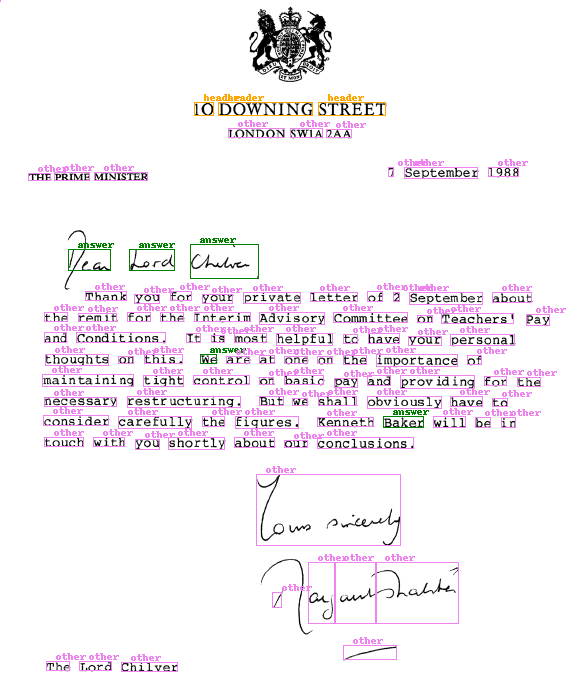 10 DOWNING STREET
LONDON SW1A 2AA
THE PRIME MINISTER
7 September 1988
Dear Lord Chilver
Thank you for your private letter of 2 September about
the remit for the Interim Advisory Committee on Teachers' Pay
and Conditions. It is most helpful to have your personal
thoughts on this. We are at one on the importance of
maintaining tight control on basic pay and providing for the
necessary restructuring. But we shall obviously have to
consider carefully the figures. Kenneth Baker will be in
touch with you shortly about our conclusions.
Yours sincerely
Margaret Thatcher
The Lord Chilver